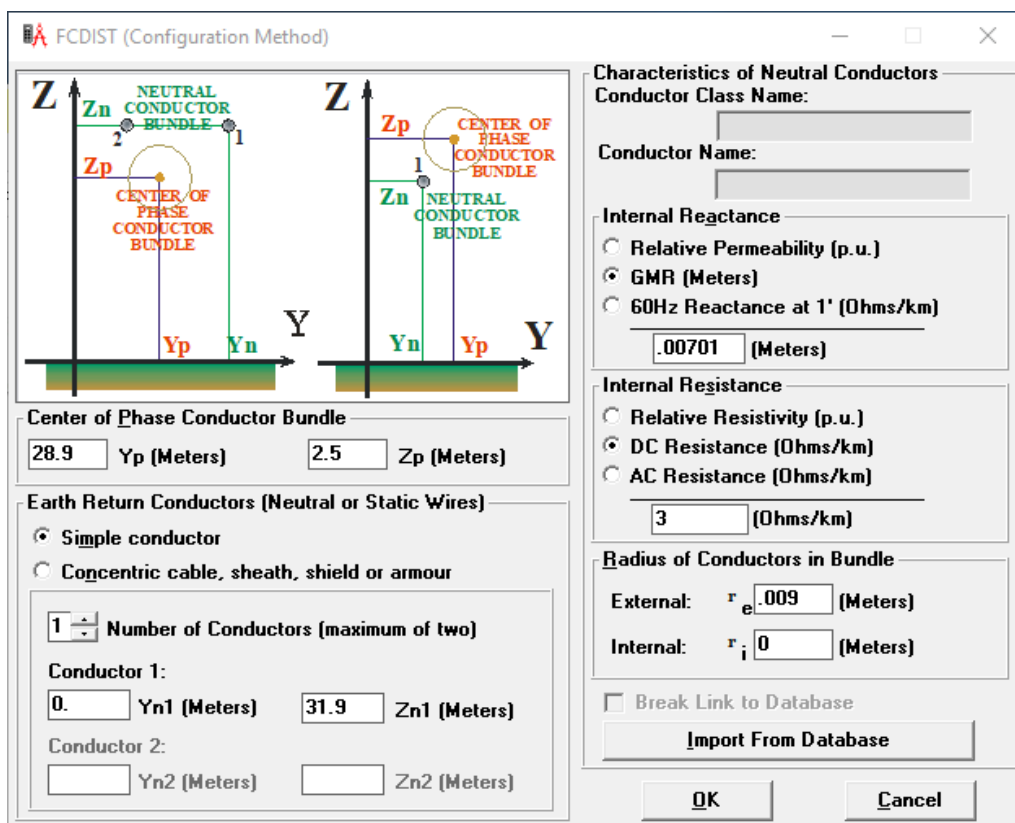 FCDIST (Configuration Method)
Z
Zn
NEUTRAL
CONDUCTOR
BUNDLE
2
1
Zp
CENTER OF
PHASE
CONDUCTOR
BUNDLE
Y
Yp
Yn
Z
Zp
CENTER OF
PHASE
CONDUCTOR
BUNDLE
1
Zn
NEUTRAL
CONDUCTOR
BUNDLE
Y
Yn
Yp
Center of Phase Conductor Bundle
28.9 Yp (Meters) 2.5 Zp (Meters)
Earth Return Conductors (Neutral or Static Wires)
Simple conductor
Concentric cable, sheath, shield or armour
1 Number of Conductors (maximum of two)
Conductor 1:
0. Yn1 (Meters) 31.9 Zn1 (Meters)
Conductor 2:
Yn2 (Meters) Zn2 (Meters)
Characteristics of Neutral Conductors
Conductor Class Name:
Conductor Name:
Internal Reactance
Relative Permeability (p.u.)
GMR (Meters)
60Hz Reactance at 1' (Ohms/km)
.00701 (Meters)
Internal Resistance
Relative Resistivity (p.u.)
DC Resistance (Ohms/km)
AC Resistance (Ohms/km)
3 (Ohms/km)
Radius of Conductors in Bundle
External: r e .009 (Meters)
Internal: r i 0 (Meters)
Break Link to Database
Import From Database
OK Cancel